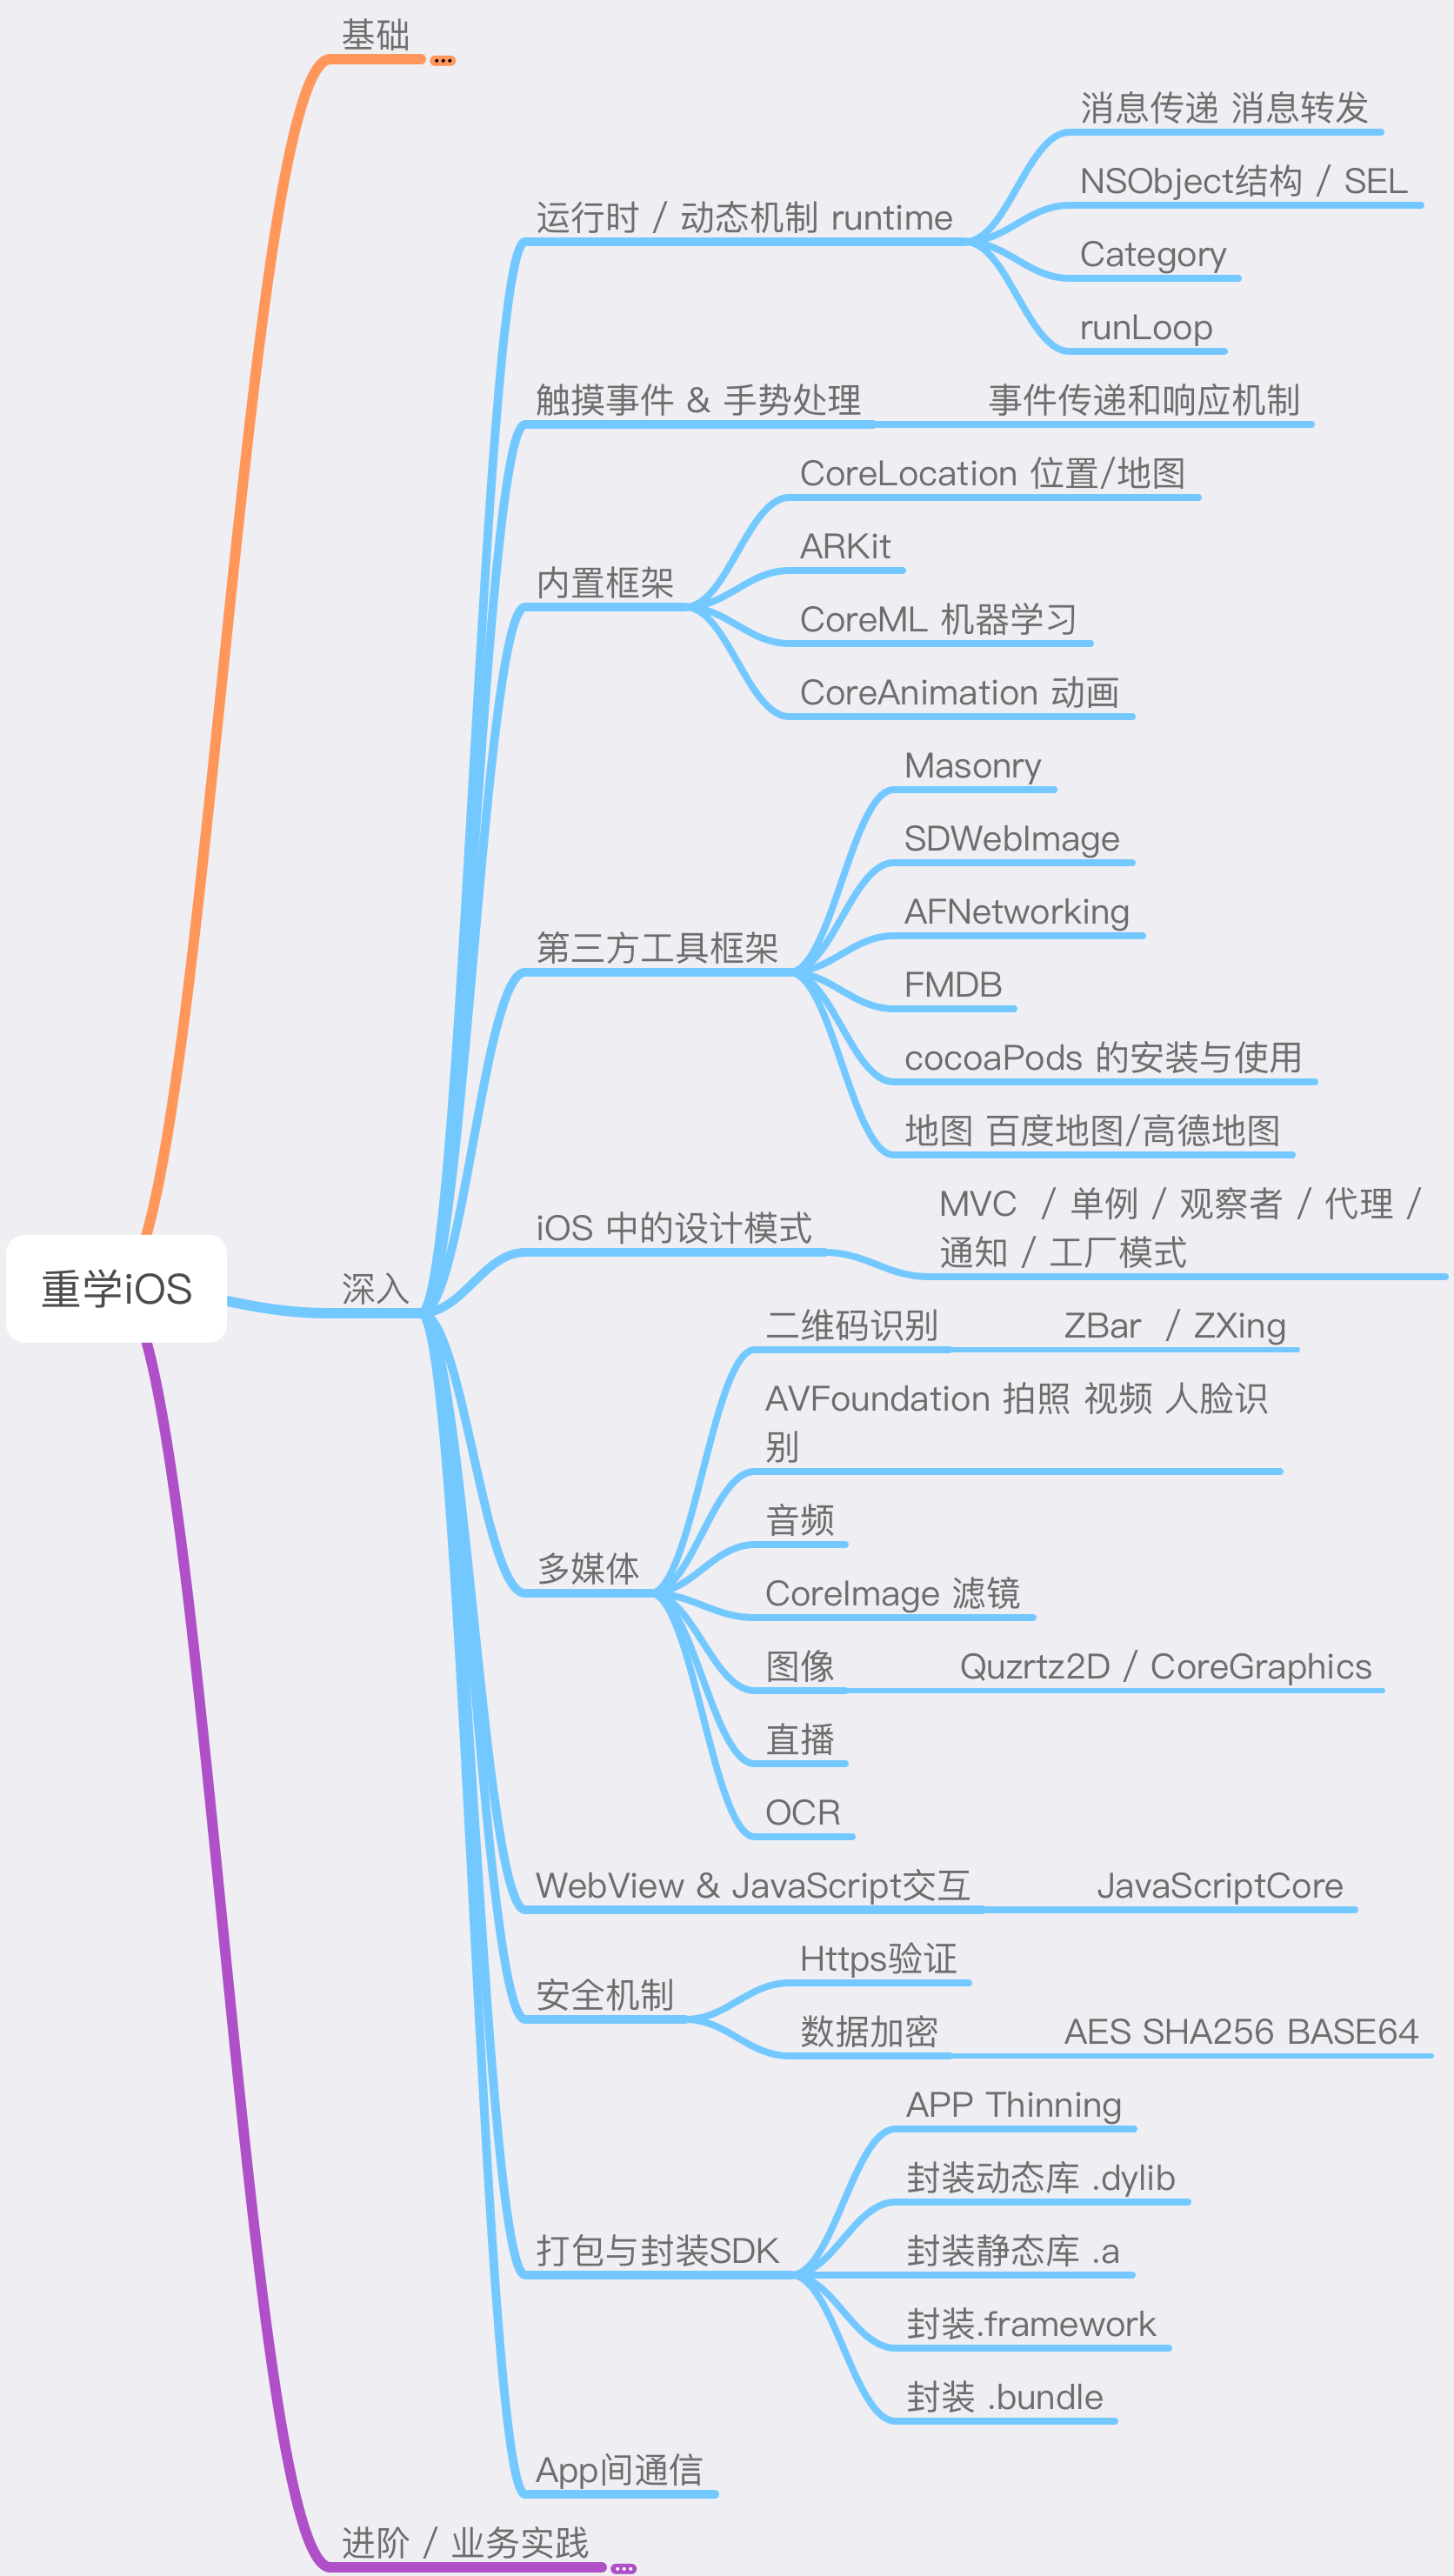 基础
消息传递 消息转发
NSObject结构 / SEL
运行时 / 动态机制 runtime
Category
runLoop
触摸事件 & 手势处理
事件传递和响应机制
CoreLocation 位置/地图
ARKit
内置框架
CoreML 机器学习
CoreAnimation 动画
Masonry
SDWebImage
AFNetworking
第三方工具框架
FMDB
cocoaPods 的安装与使用
地图 百度地图/高德地图
iOS 中的设计模式
MVC / 单例 / 观察者 / 代理 /
通知 / 工厂模式
重学iOS
深入
二维码识别
ZBar / ZXing
AVFoundation 拍照 视频 人脸识
别
音频
多媒体
CoreImage 滤镜
图像
Quzrtz2D / CoreGraphics
直播
OCR
WebView & JavaScript交互
JavaScriptCore
Https验证
安全机制
数据加密
AES SHA256 BASE64
APP Thinning
封装动态库 .dylib
打包与封装SDK
封装静态库 .a
封装.framework
封装 .bundle
App间通信
进阶 / 业务实践